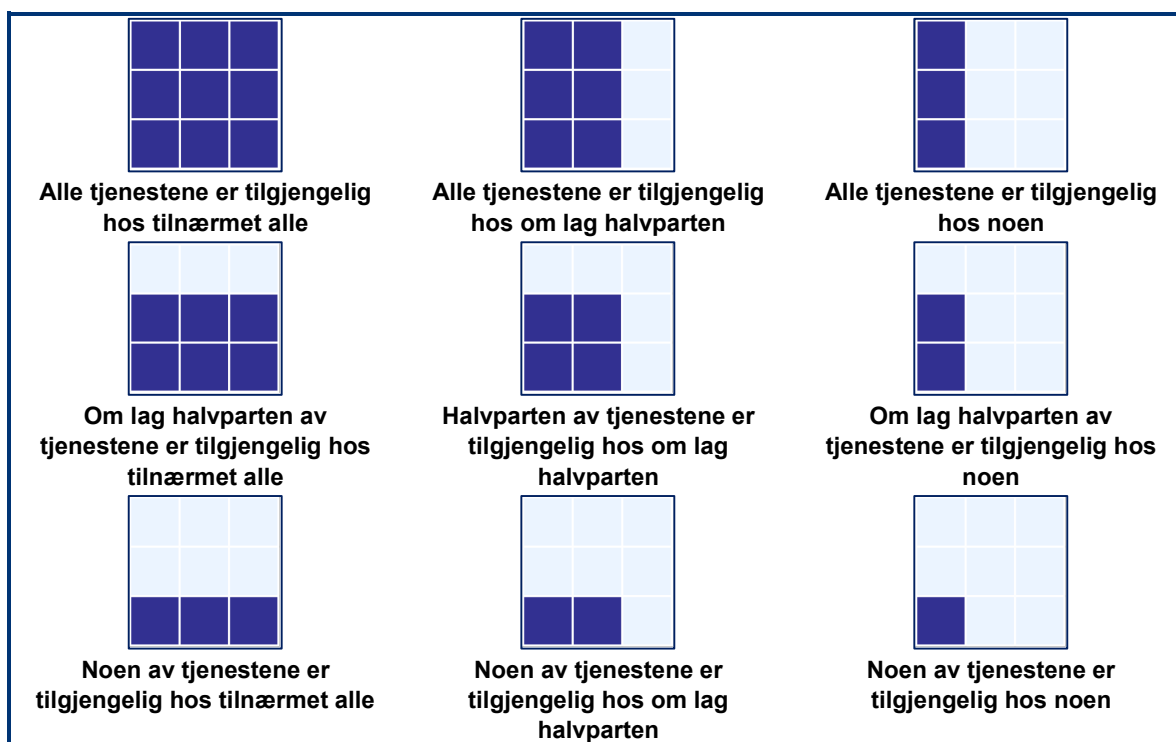 Alle tjenestene er tilgjengelig
hos tilnærmet alle
Alle tjenestene er tilgjengelig
hos om lag halvparten
Alle tjenestene er tilgjengelig
hos noen
Om lag halvparten av
tjenestene er tilgjengelig hos
tilnærmet alle
Halvparten av tjenestene er
tilgjengelig hos om lag
halvparten
Om lag halvparten av
tjenestene er tilgjengelig hos
noen
Noen av tjenestene er
tilgjengelig hos tilnærmet alle
Noen av tjenestene er
tilgjengelig hos om lag
halvparten
Noen av tjenestene er
tilgjengelig hos noen